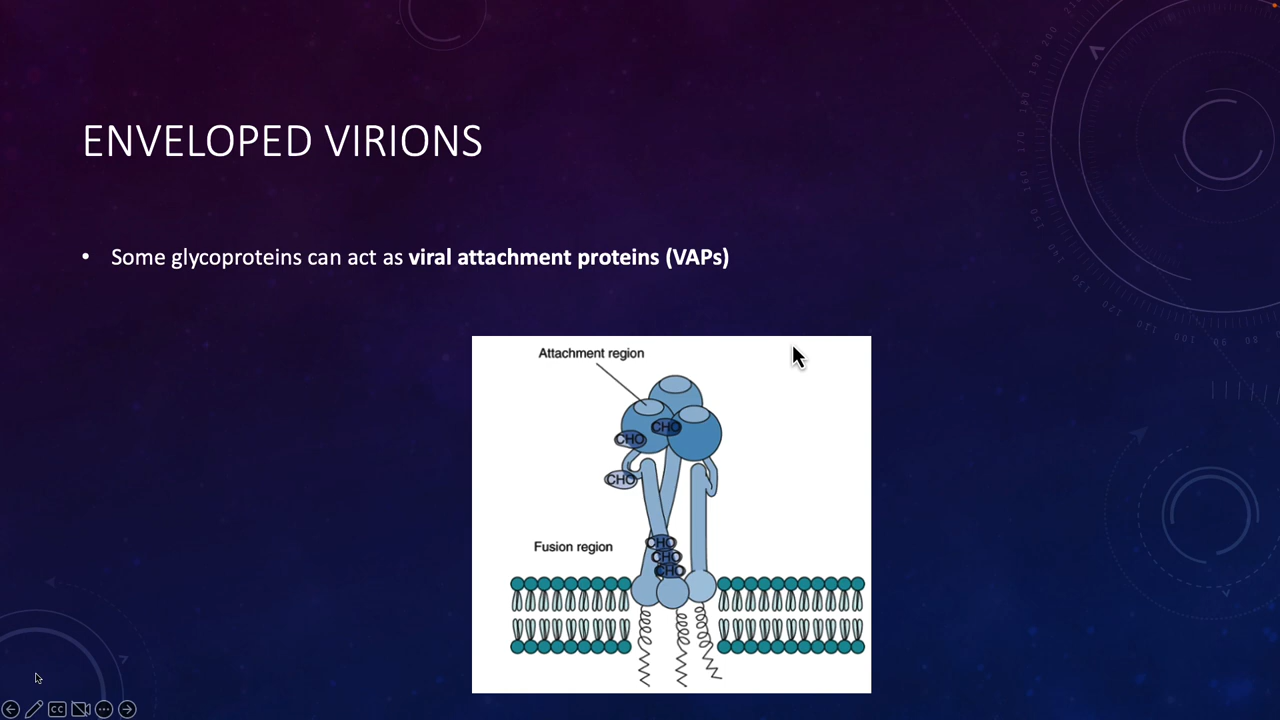 ENVELOPED VIRIONS
• Some glycoproteins can act as viral attachment proteins (VAPs)
Attachment region
CHO
CHO
CHO
Fusion region
CHO
CHO
CHO
CC